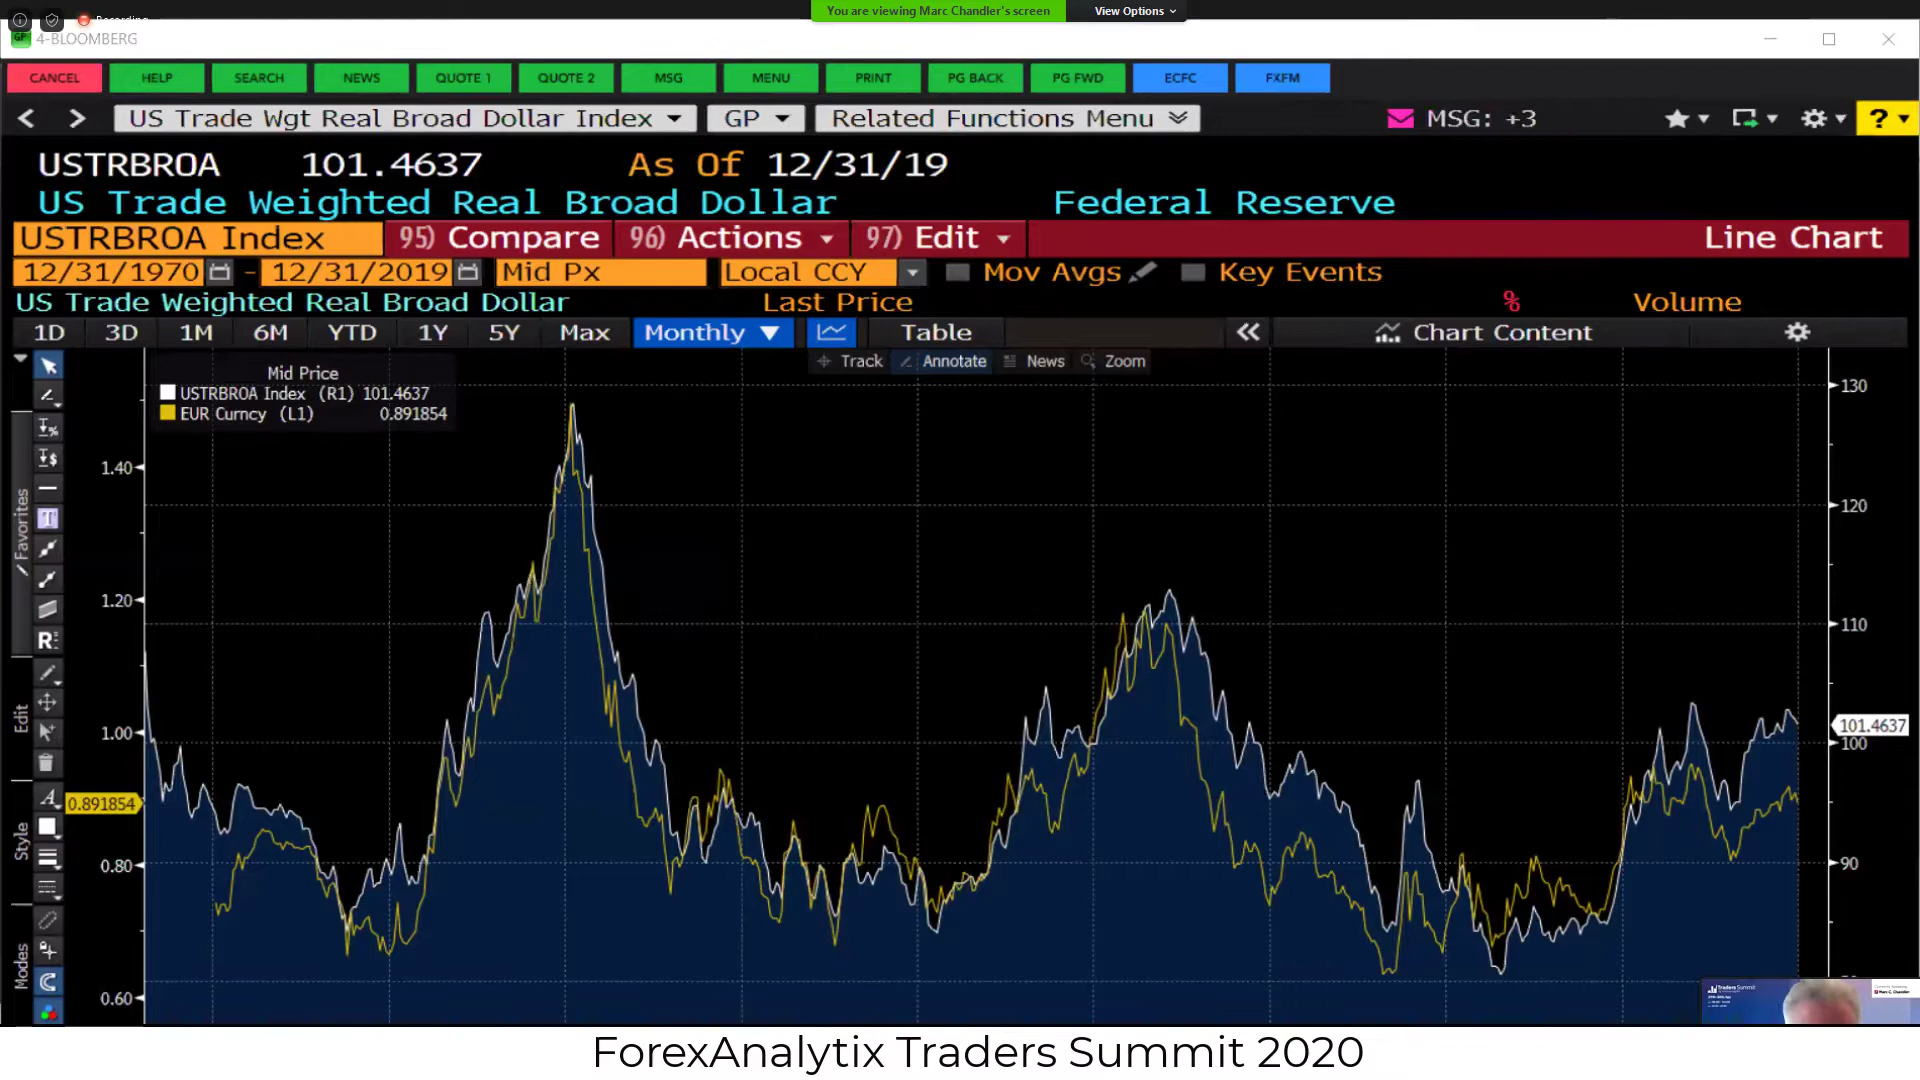 Recording
You are viewing Marc Chandler's screen View Options
GP 4-BLOOMBERG
CANCEL HELP SEARCH NEWS QUOTE 1 QUOTE 2 MSG MENU PRINT PG BACK PG FWD ECFC FXFM
US Trade Wgt Real Broad Dollar Index GP Related Functions Menu MSG: +3 ?
USTRBROA 101.4637 As Of 12/31/19
US Trade Weighted Real Broad Dollar Federal Reserve
USTRBROA Index 95) Compare 96) Actions 97) Edit Line Chart
12/31/1970 - 12/31/2019 Mid Px Local CCY Mov Avgs Key Events
US Trade Weighted Real Broad Dollar Last Price % Volume
1D 3D 1M 6M YTD 1Y 5Y Max Monthly Table Chart Content
Track Annotate News Zoom
Mid Price
USTRBROA Index (R1) 101.4637
EUR Curncy (L1) 0.891854
Favorites
Edit
Style
Modes
1.40
1.20
1.00
0.891854
0.80
0.60
130
120
110
101.4637
100
90
Traders Summit
Marc C. Chandler
ForexAnalytix Traders Summit 2020